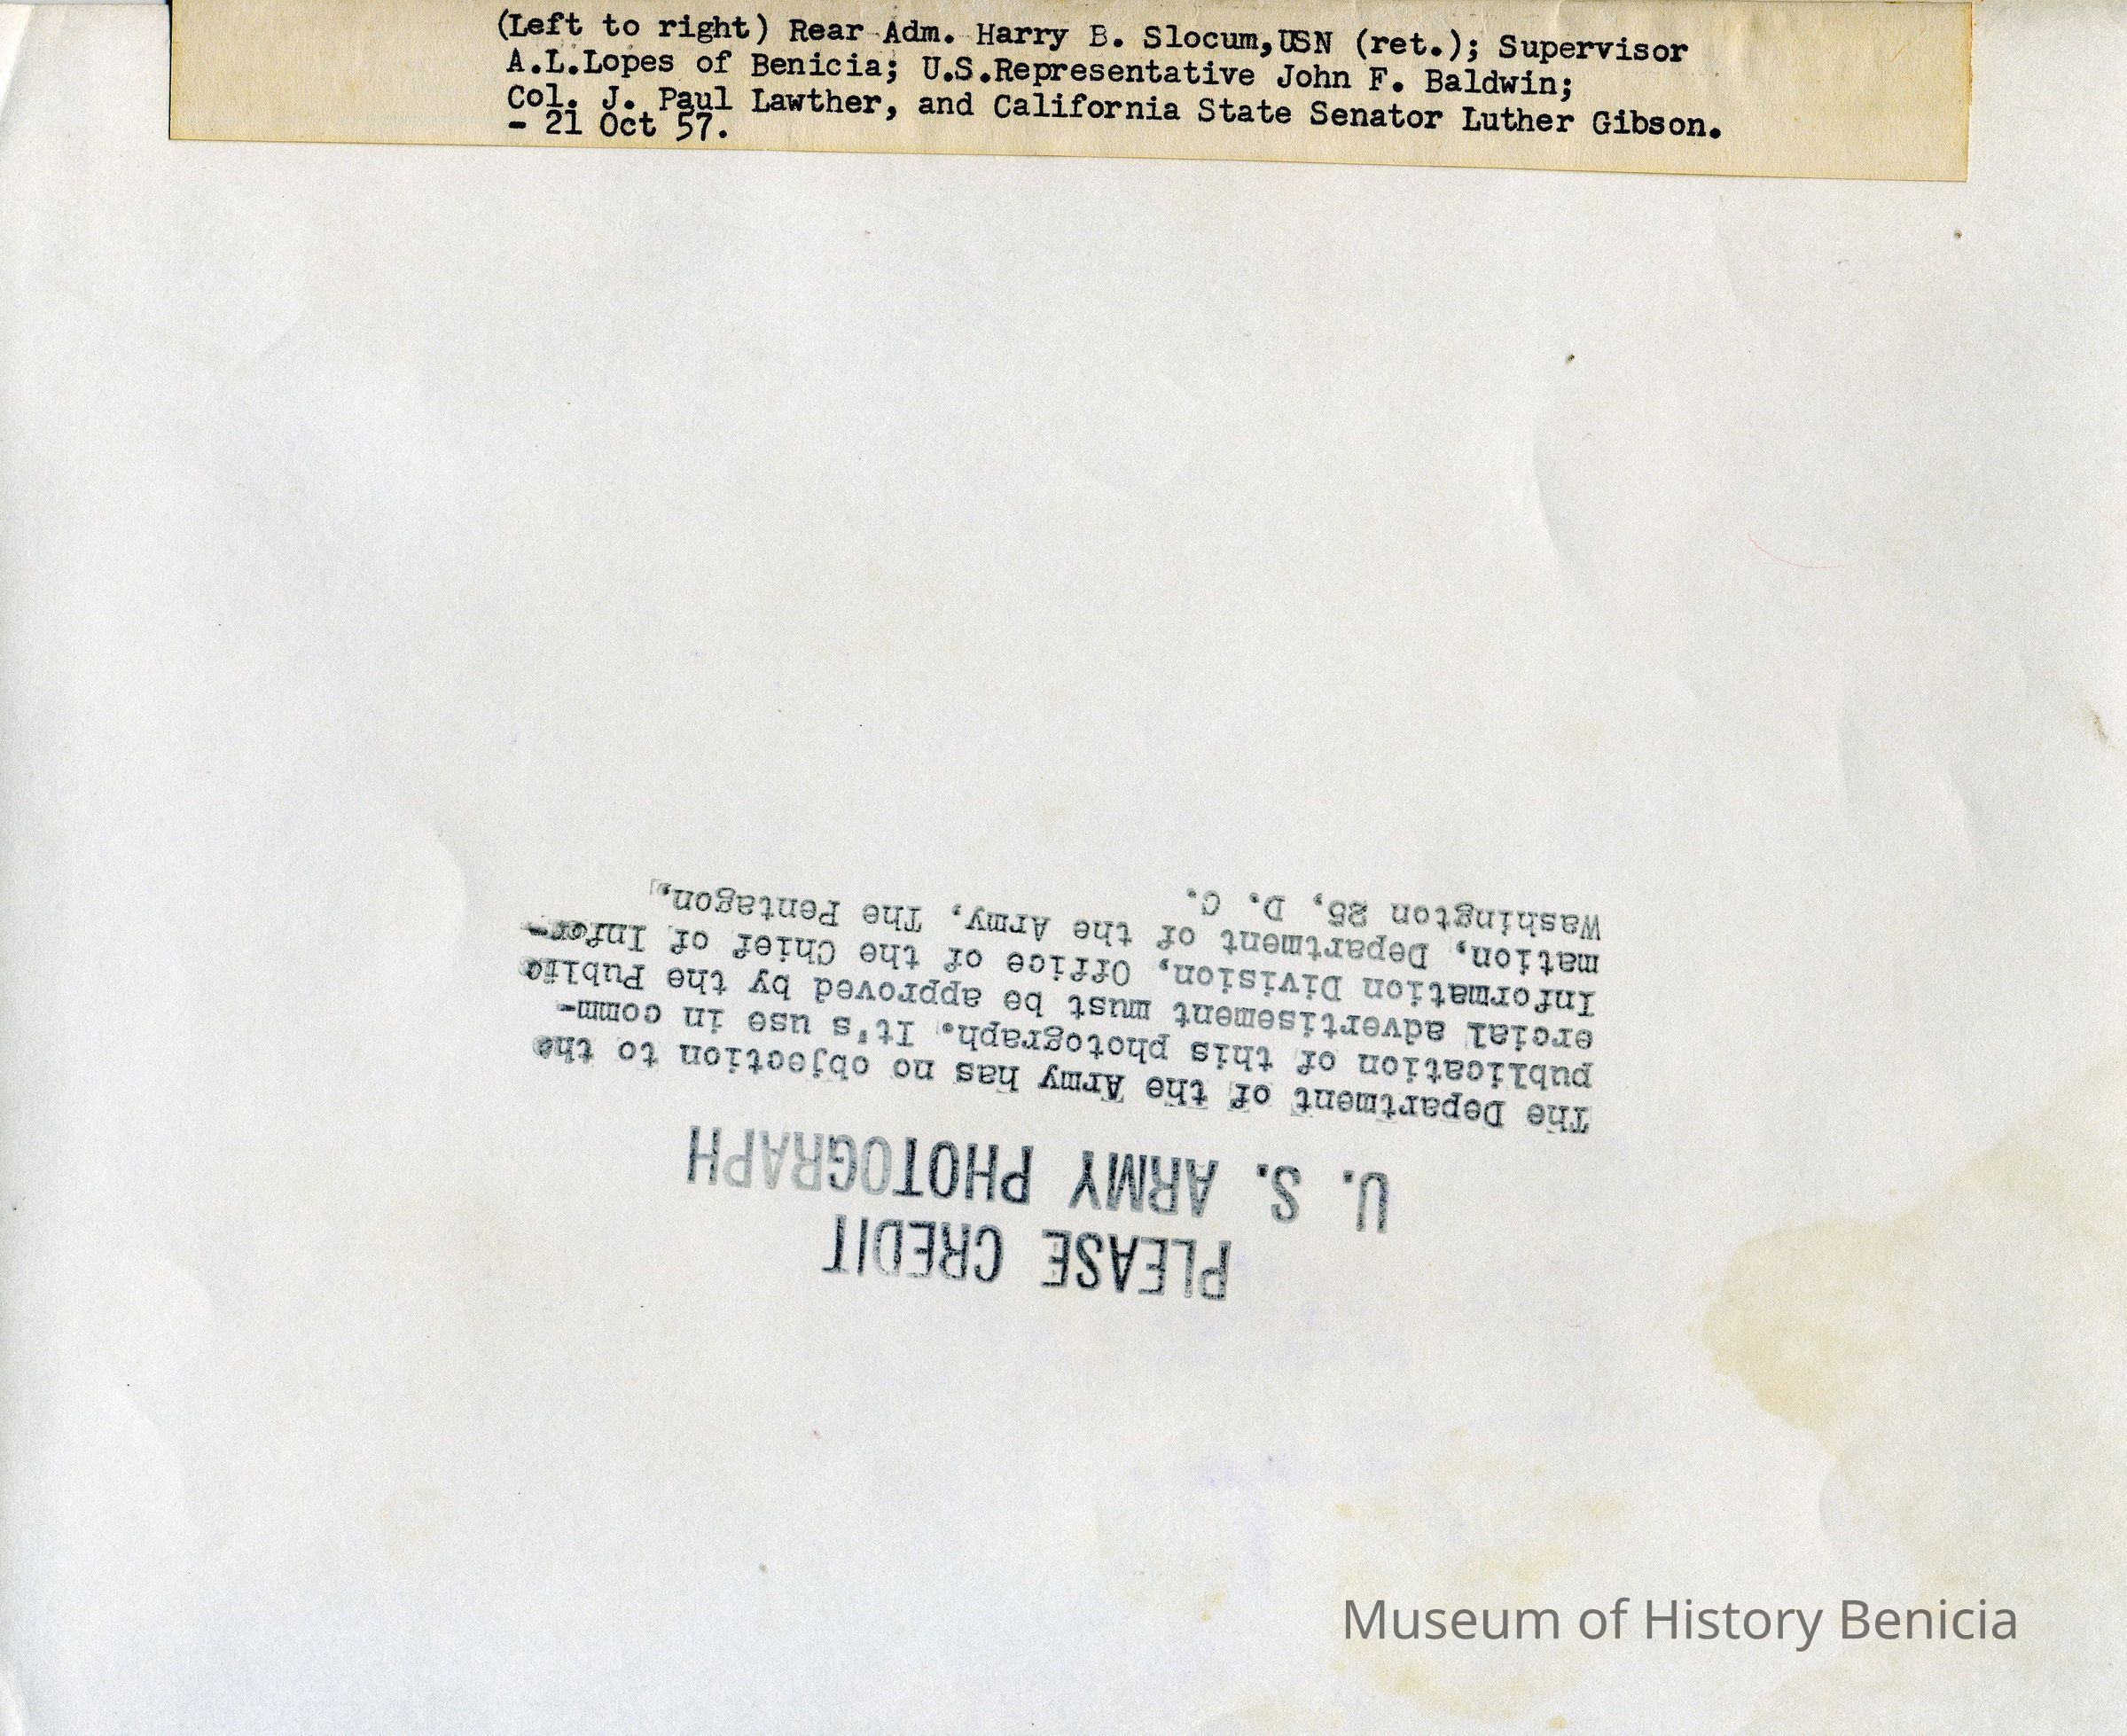 (Left to right) Rear Adm. Harry B. Slocum,USN (ret.); Supervisor
A.L.Lopes of Benicia; U.S.Representative John F. Baldwin;
Col. J. Paul Lawther, and California State Senator Luther Gibson.
- 21 Oct 57.
PLEASE CREDIT
U. S. ARMY PHOTOGRAPH
The Department of the Army has no objection to the
publication of this photograph. It's use in comm-
ercial advertisement must be approved by the Public
Information Division, Office of the Chief of Infor-
mation, Department of the Army, The Pentagon,
Washington 25, D. C.
Museum of History Benicia